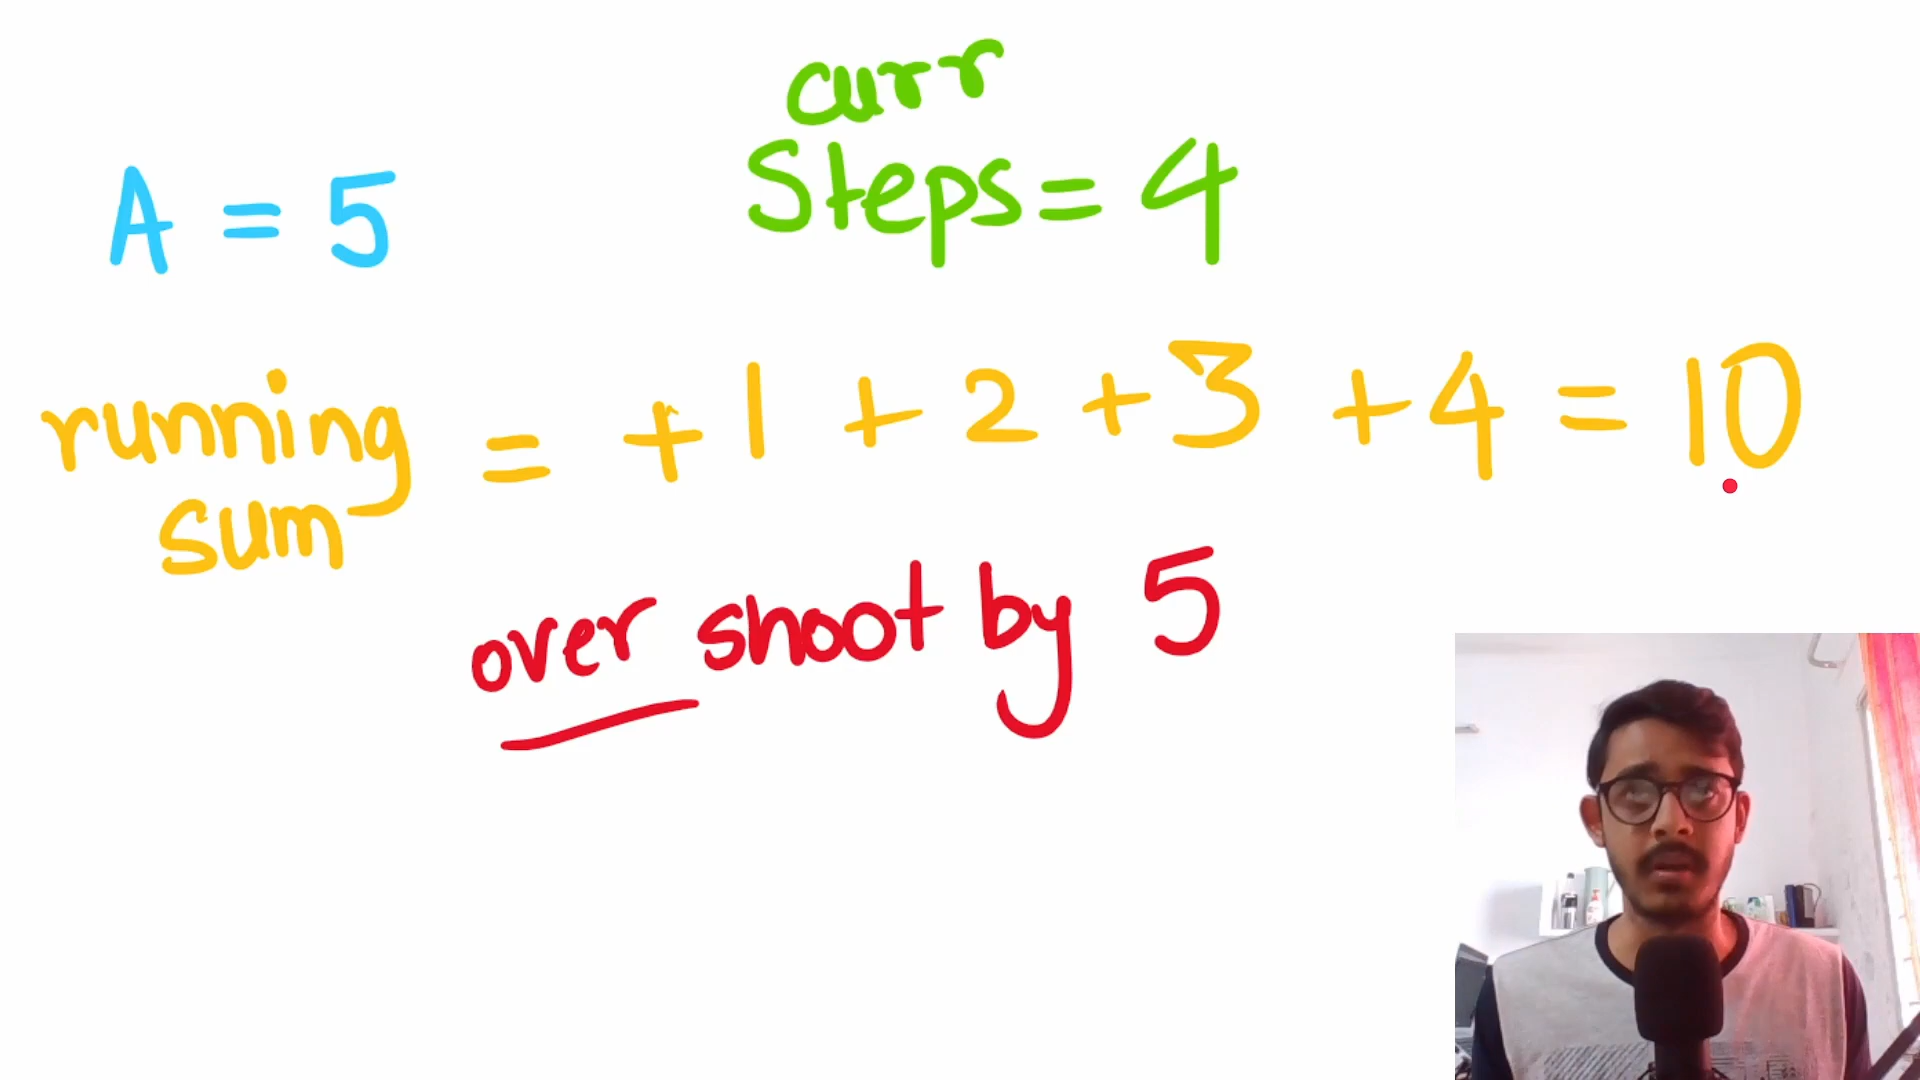 curr
A = 5
Steps = 4
running
sum
= +1 +2 +3 +4 = 10
over shoot by 5